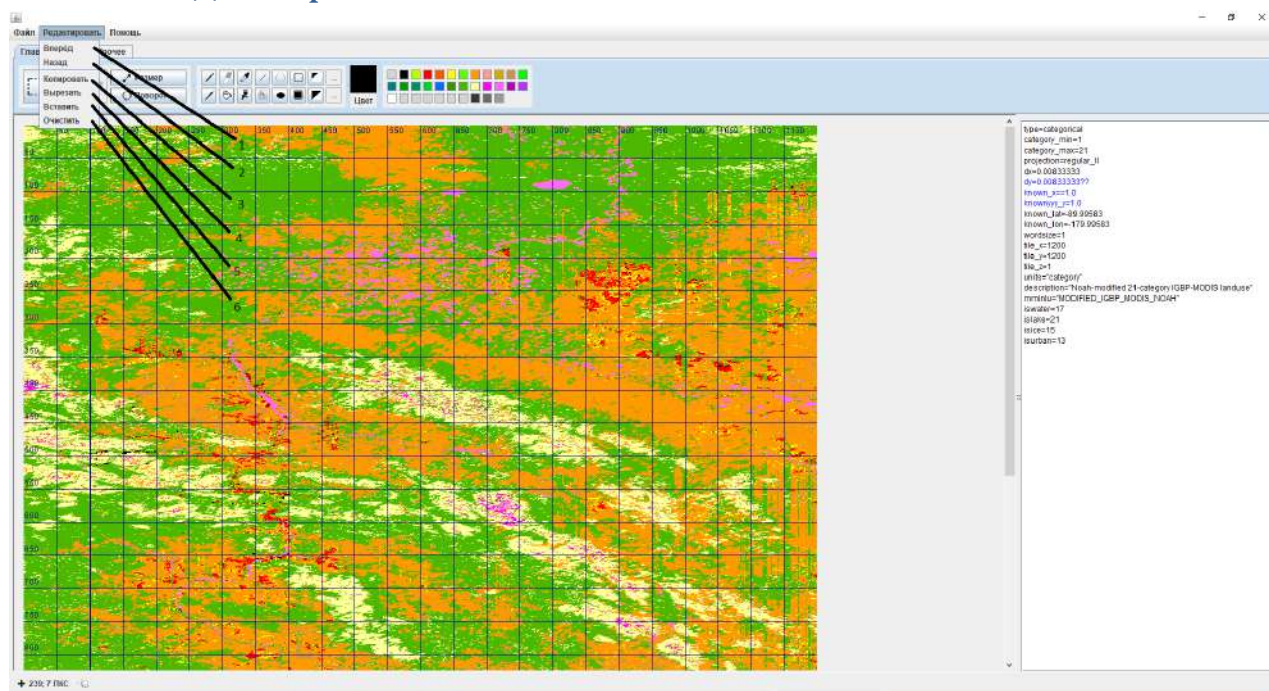 Файл Редактировать Помощь
Вперёд
Назад
Копировать
Вырезать
Вставить
Очистить
Размер
Цвет
1
2
3
4
5
6
type=categorical
category_min=1
category_max=21
projection=regular_ll
dx=0.00833333
dy=0.00833333??
known_x==1.0
knownyyy_y=1.0
known_lat=-89.99583
known_lon=-179.99583
wordsize=1
tile_x=1200
tile_y=1200
tile_z=1
units="category"
description="Noah-modified 21-category IGBP-MODIS landuse"
mminlu="MODIFIED_IGBP_MODIS_NOAH"
iswater=17
islake=21
isice=15
isurban=13
239; 7 ПКС